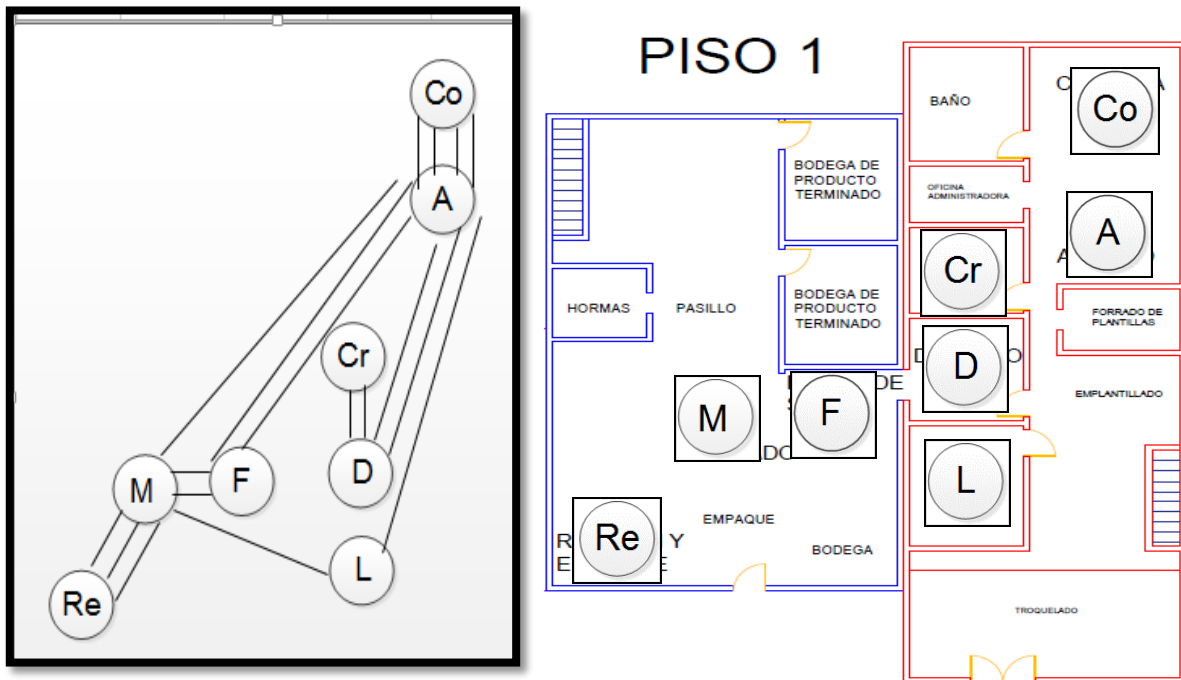 Co
A
Cr
D
F
M
L
Re
PISO 1
BAÑO
Co
BODEGA DE
PRODUCTO
TERMINADO
OFICINA
ADMINISTRADORA
A
Cr
HORMAS
PASILLO
BODEGA DE
PRODUCTO
TERMINADO
FORRADO DE
PLANTILLAS
D
DE
EMPLANTILLADO
M
F
L
EMPAQUE
Re
Y
BODEGA
TROQUELADO